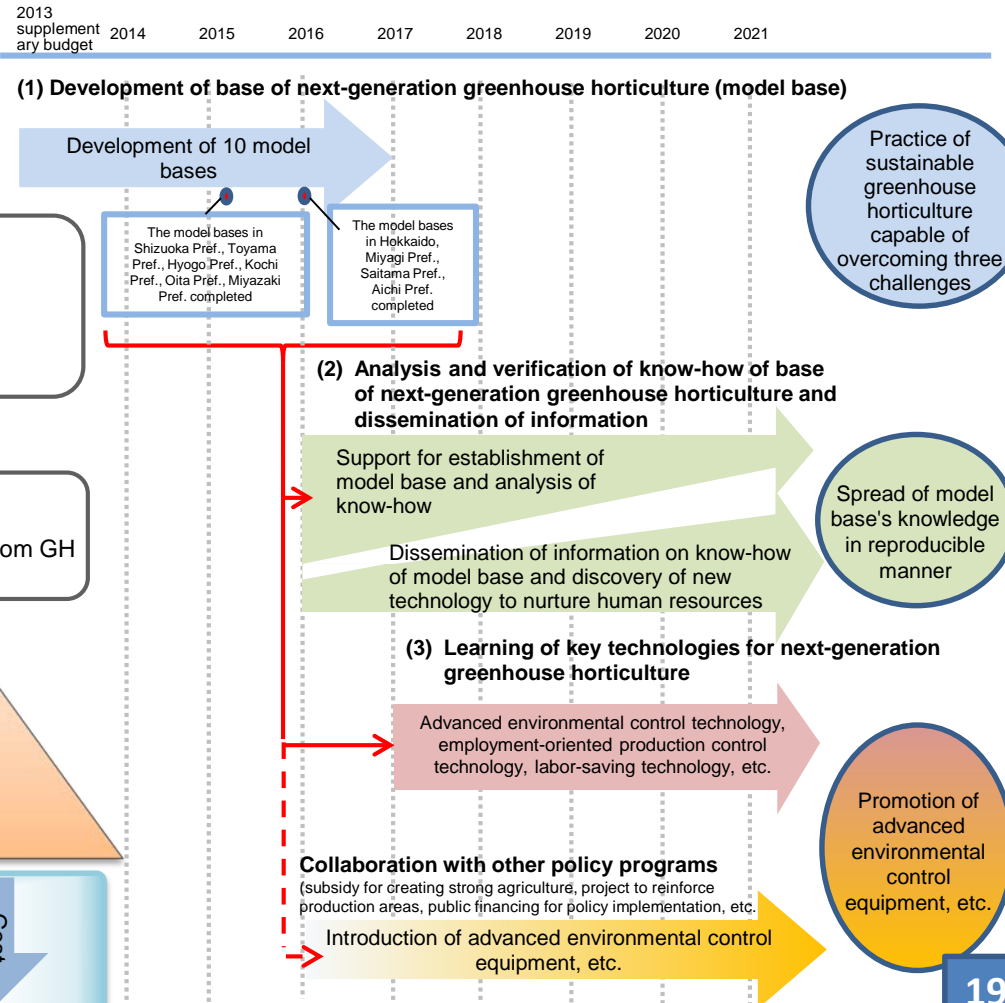 2013
supplement
ary budget
2014
2015
2016
2017
2018
2019
2020
2021
(1) Development of base of next-generation greenhouse horticulture (model base)
Development of 10 model
bases
The model bases in
Shizuoka Pref., Toyama
Pref., Hyogo Pref., Kochi
Pref., Oita Pref., Miyazaki
Pref. completed
The model bases
in Hokkaido,
Miyagi Pref.,
Saitama Pref.,
Aichi Pref.
completed
Practice of
sustainable
greenhouse
horticulture
capable of
overcoming three
challenges
(2) Analysis and verification of know-how of base
of next-generation greenhouse horticulture and
dissemination of information
Support for establishment of
model base and analysis of
know-how
Dissemination of information on know-how
of model base and discovery of new
technology to nurture human resources
Spread of model
base's knowledge
in reproducible
manner
om GH
(3) Learning of key technologies for next-generation
greenhouse horticulture
Advanced environmental control technology,
employment-oriented production control
technology, labor-saving technology, etc.
Collaboration with other policy programs
(subsidy for creating strong agriculture, project to reinforce
production areas, public financing for policy implementation, etc.
Introduction of advanced environmental control
equipment, etc.
Promotion of
advanced
environmental
control
equipment, etc.
Cost
19